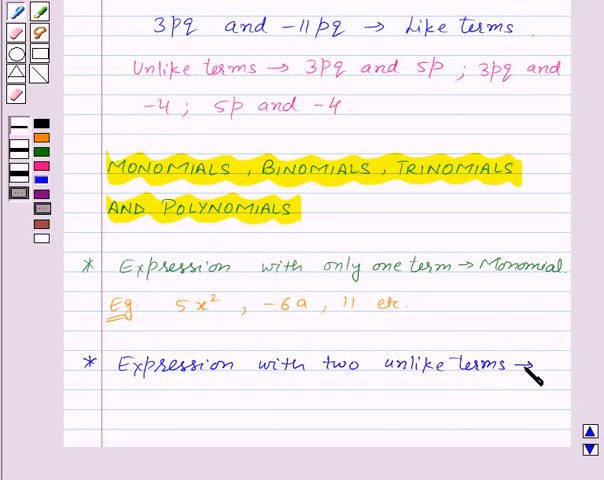 3pq and -11pq → Like terms.
Unlike terms → 3pq and 5p ; 3pq and
-4 ; 5p and -4.
MONOMIALS , BINOMIALS , TRINOMIALS
AND POLYNOMIALS
* Expression with only one term → Monomial.
Eg. 5x² , -6a , 11 etc.
* Expression with two unlike terms →